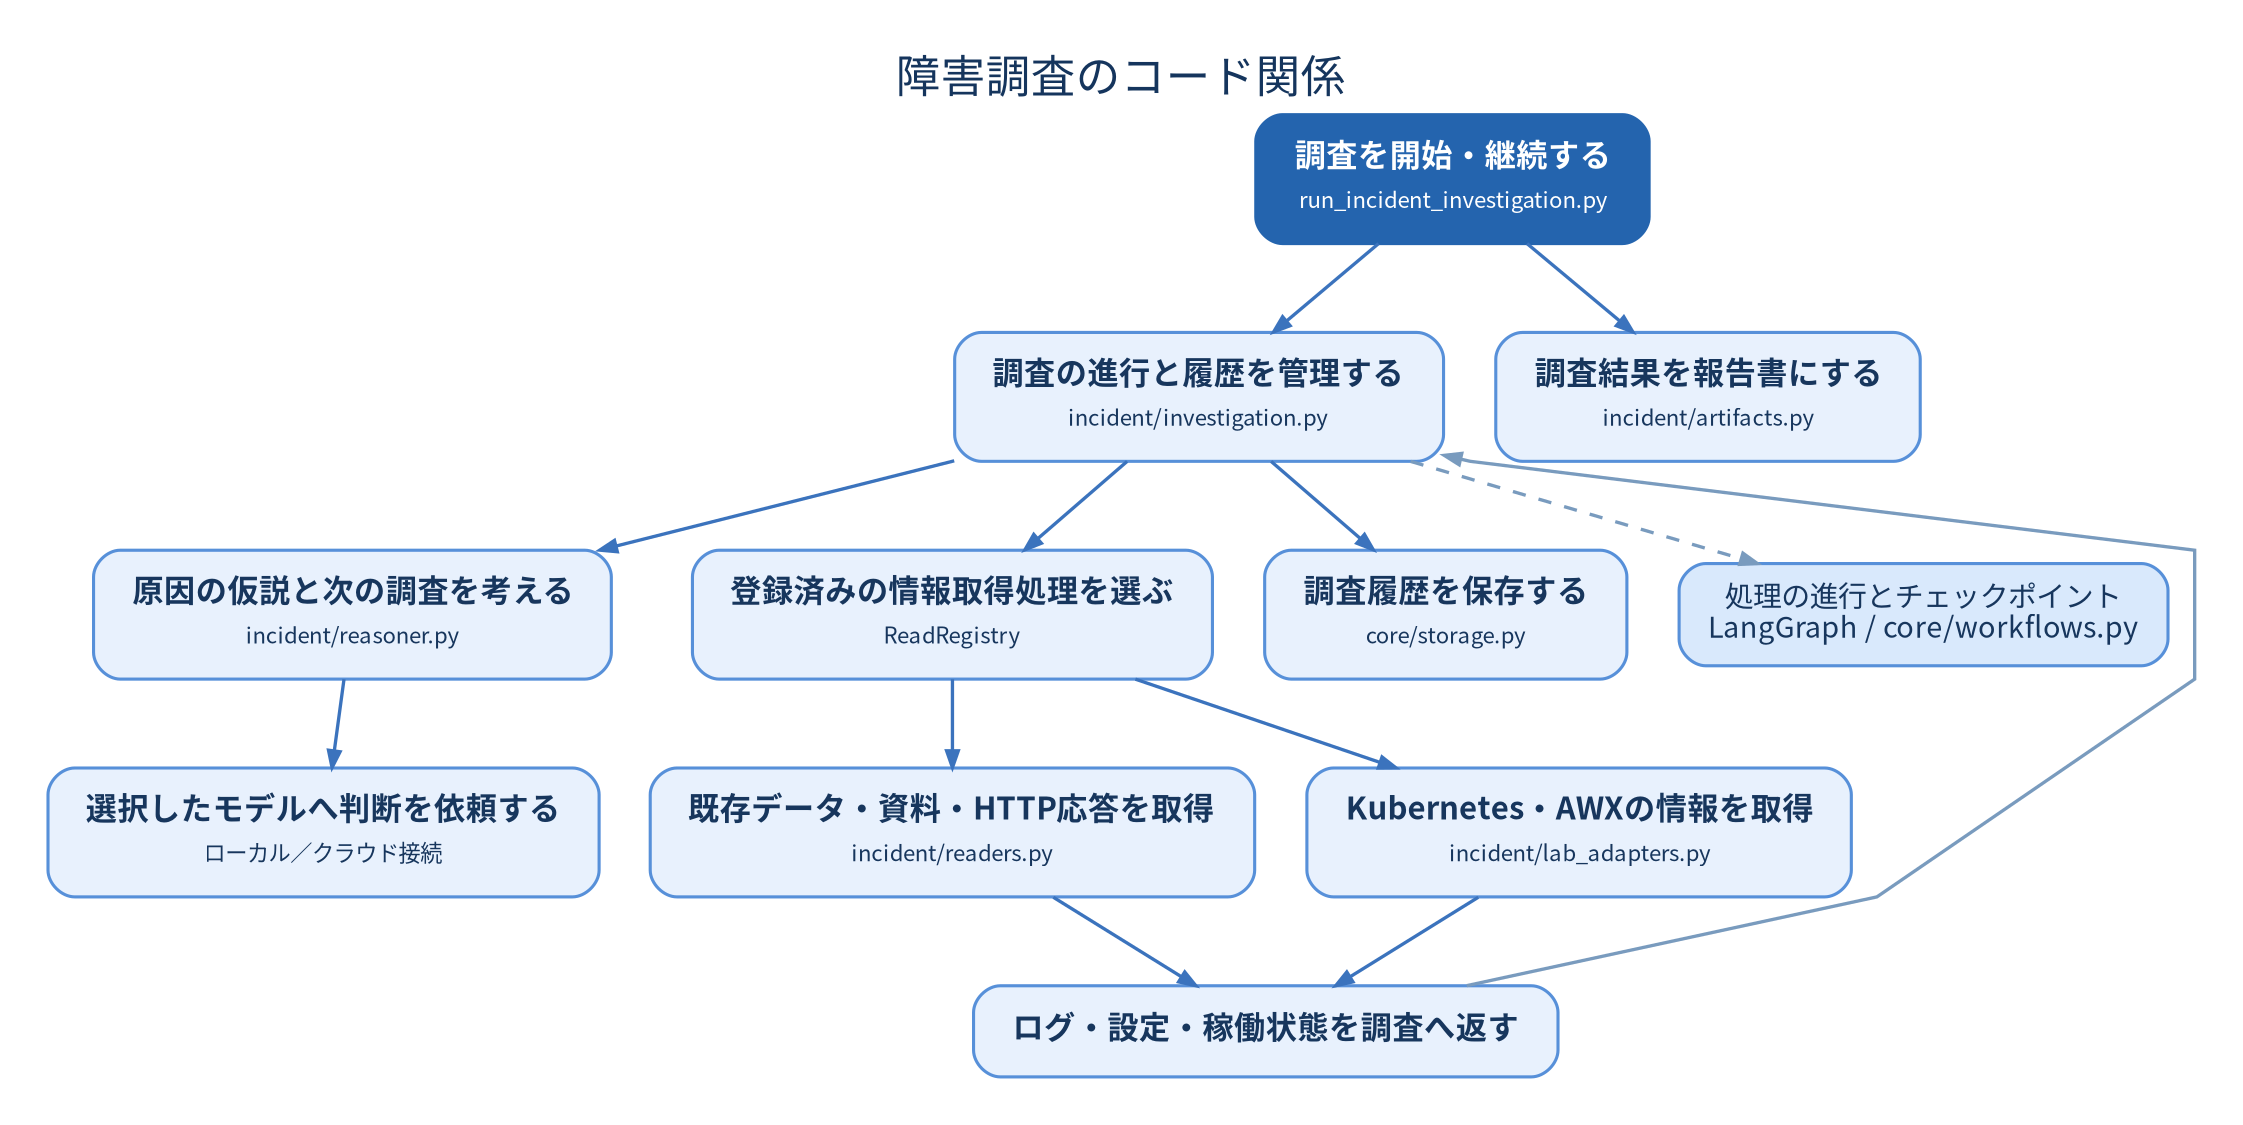 障害調査のコード関係
調査を開始・継続する
run_incident_investigation.py
調査の進行と履歴を管理する
incident/investigation.py
調査結果を報告書にする
incident/artifacts.py
原因の仮説と次の調査を考える
incident/reasoner.py
登録済みの情報取得処理を選ぶ
ReadRegistry
調査履歴を保存する
core/storage.py
処理の進行とチェックポイント
LangGraph / core/workflows.py
選択したモデルへ判断を依頼する
ローカル／クラウド接続
既存データ・資料・HTTP応答を取得
incident/readers.py
Kubernetes・AWXの情報を取得
incident/lab_adapters.py
ログ・設定・稼働状態を調査へ返す